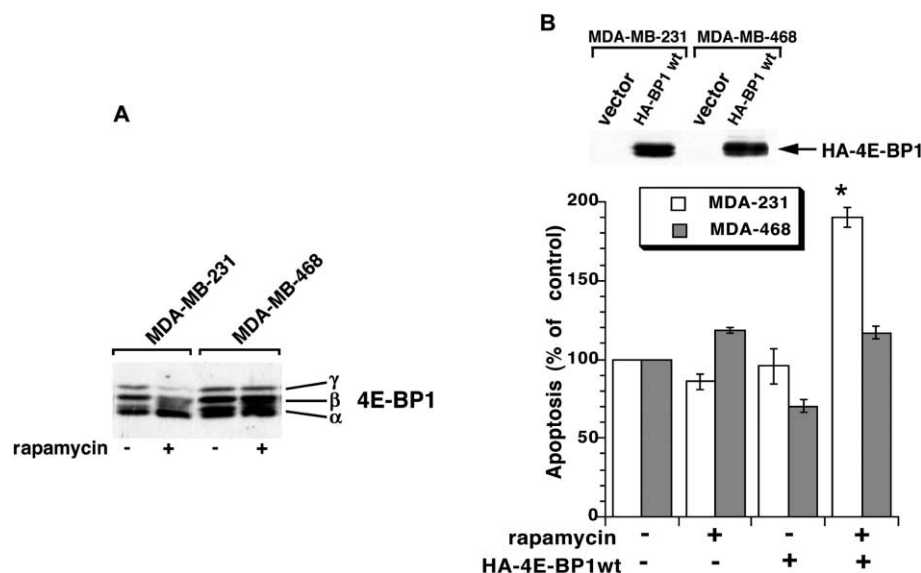 A
MDA-MB-231
MDA-MB-468
γ
β
α
4E-BP1
rapamycin - + - +
B
MDA-MB-231 MDA-MB-468
vector
HA-BP1 wt
vector
HA-BP1 wt
HA-4E-BP1
Apoptosis (% of control)
200
150
100
50
0
MDA-231
MDA-468
*
rapamycin - + - +
HA-4E-BP1wt - - + +